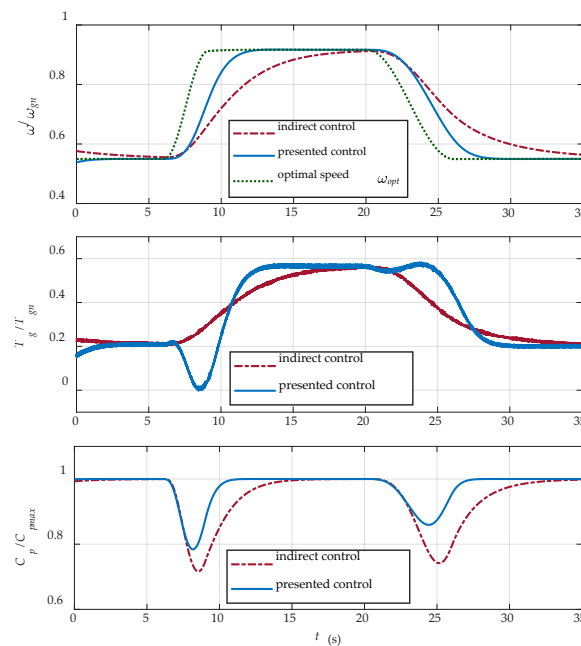 1
0.8
0.6
0.4
ω/ ω_gn
indirect control
presented control
optimal speed ω_opt
0 5 10 15 20 25 30 35
0.6
0.4
0.2
0
T_g/T_gn
indirect control
presented control
0 5 10 15 20 25 30 35
1
0.8
0.6
C_p/C_pmax
indirect control
presented control
0 5 10 15 20 25 30 35
t (s)